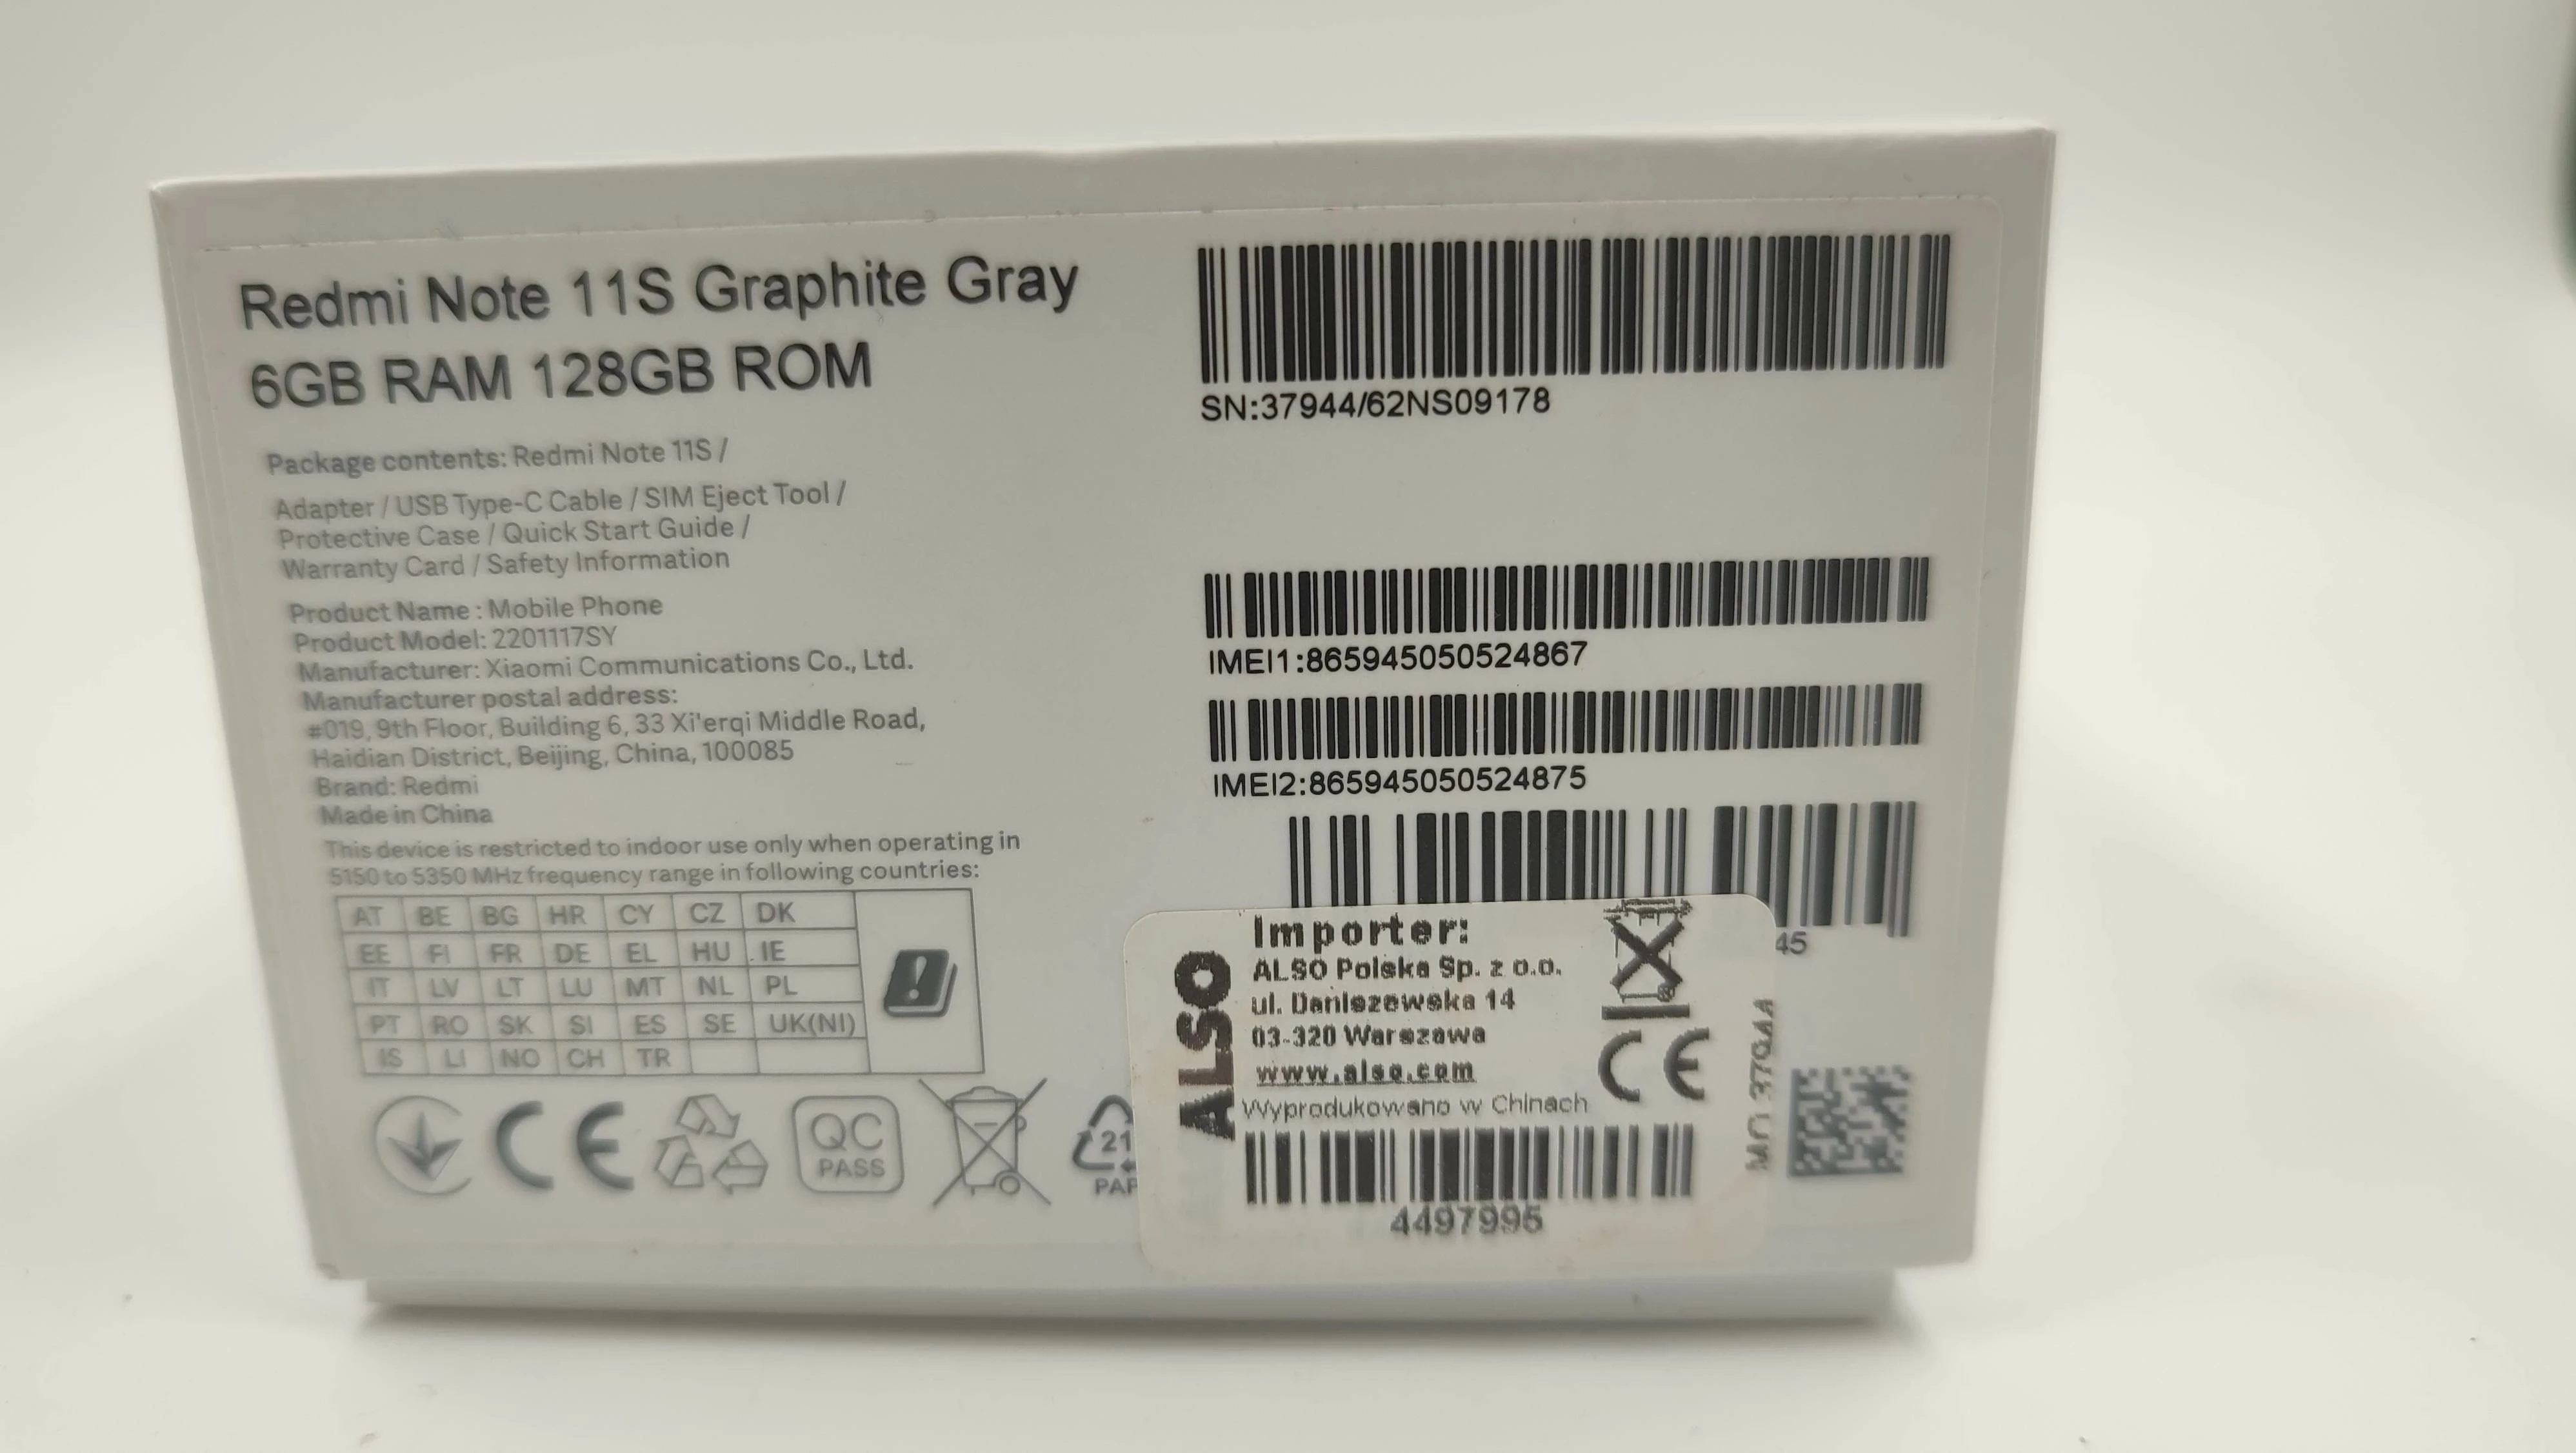 Redmi Note 11S Graphite Gray
6GB RAM 128GB ROM
Package contents: Redmi Note 11S /
Adapter / USB Type-C Cable / SIM Eject Tool /
Protective Case / Quick Start Guide /
Warranty Card / Safety Information
Product Name : Mobile Phone
Product Model: 2201117SY
Manufacturer: Xiaomi Communications Co., Ltd.
Manufacturer postal address:
#019, 9th Floor, Building 6, 33 Xi'erqi Middle Road,
Haidian District, Beijing, China, 100085
Brand: Redmi
Made in China
This device is restricted to indoor use only when operating in
5150 to 5350 MHz frequency range in following countries:
AT BE BG HR CY CZ DK
EE FI FR DE EL HU IE
IT LV LT LU MT NL PL
PT RO SK SI ES SE UK(NI)
IS LI NO CH TR
CE
QC
PASS
21
PAP
SN:37944/62NS09178
IMEI1:865945050524867
IMEI2:865945050524875
45
ALSO
Importer:
ALSO Polska Sp. z o.o.
ul. Daniszewska 14
03-320 Warszawa
www.also.com
Wyprodukowano w Chinach
CE
4497995